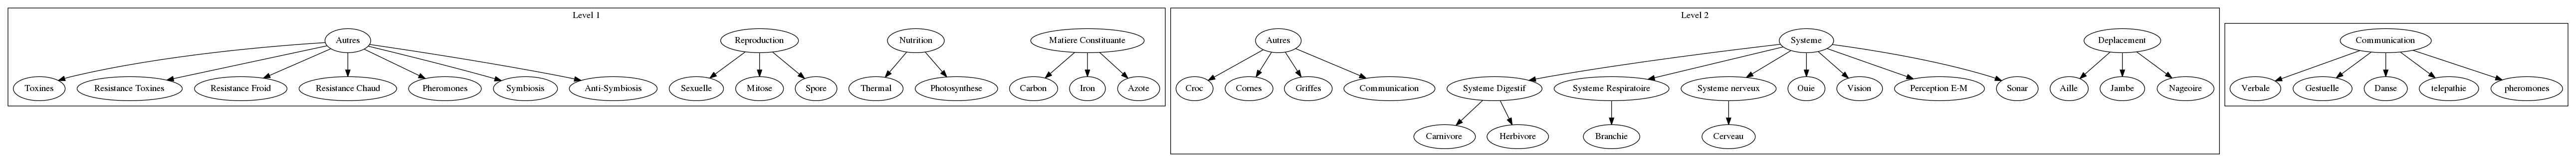 Level 1
Autres
Reproduction
Nutrition
Matiere Constituante
Toxines
Resistance Toxines
Resistance Froid
Resistance Chaud
Pheromones
Symbiosis
Anti-Symbiosis
Sexuelle
Mitose
Spore
Thermal
Photosynthese
Carbon
Iron
Azote
Level 2
Autres
Systeme
Deplacement
Croc
Cornes
Griffes
Communication
Systeme Digestif
Systeme Respiratoire
Systeme nerveux
Ouie
Vision
Perception E-M
Sonar
Aille
Jambe
Nageoire
Carnivore
Herbivore
Branchie
Cerveau
Communication
Verbale
Gestuelle
Danse
telepathie
pheromones